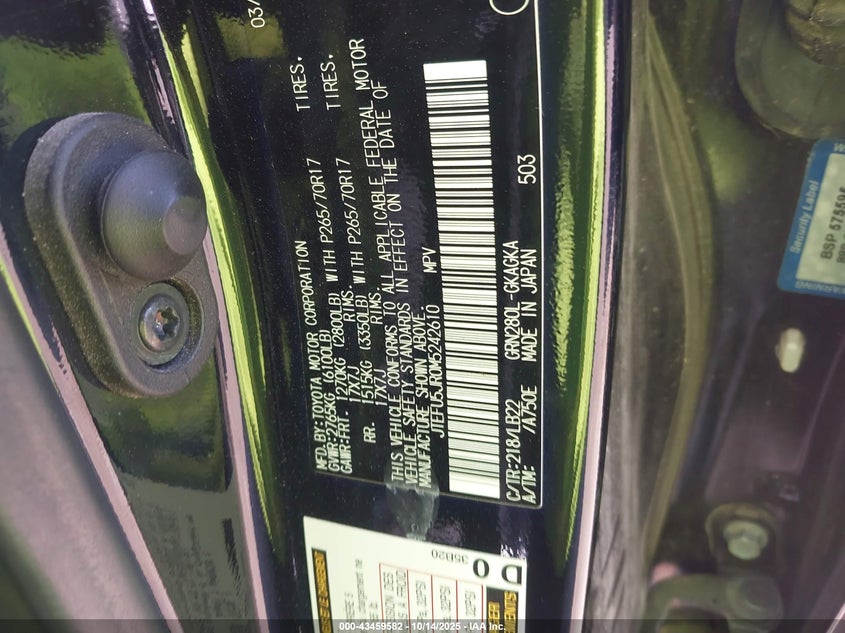 03/
MFD.BY:TOYOTA MOTOR CORPORATION
GVWR:2765KG (6100LB)
GAWR:FRT- 1270KG (2800LB) WITH P265/70R17 TIRES.
17X7J RIMS
RR. 1515KG (3350LB) WITH P265/70R17 TIRES.
17X7J RIMS
THIS VEHICLE CONFORMS TO ALL APPLICABLE FEDERAL MOTOR
VEHICLE SAFETY STANDARDS IN EFFECT ON THE DATE OF
MANUFACTURE SHOWN ABOVE.
JTEFU5JR0M5242610 MPV
C/TR:218/LB22 GRN280L-GKAGKA
A/TM: /A750E MADE IN JAPAN 503
35B20
D
0
32PSI
32PSI
Security Label
000-43459582 - 10/14/2025 - IAA Inc.